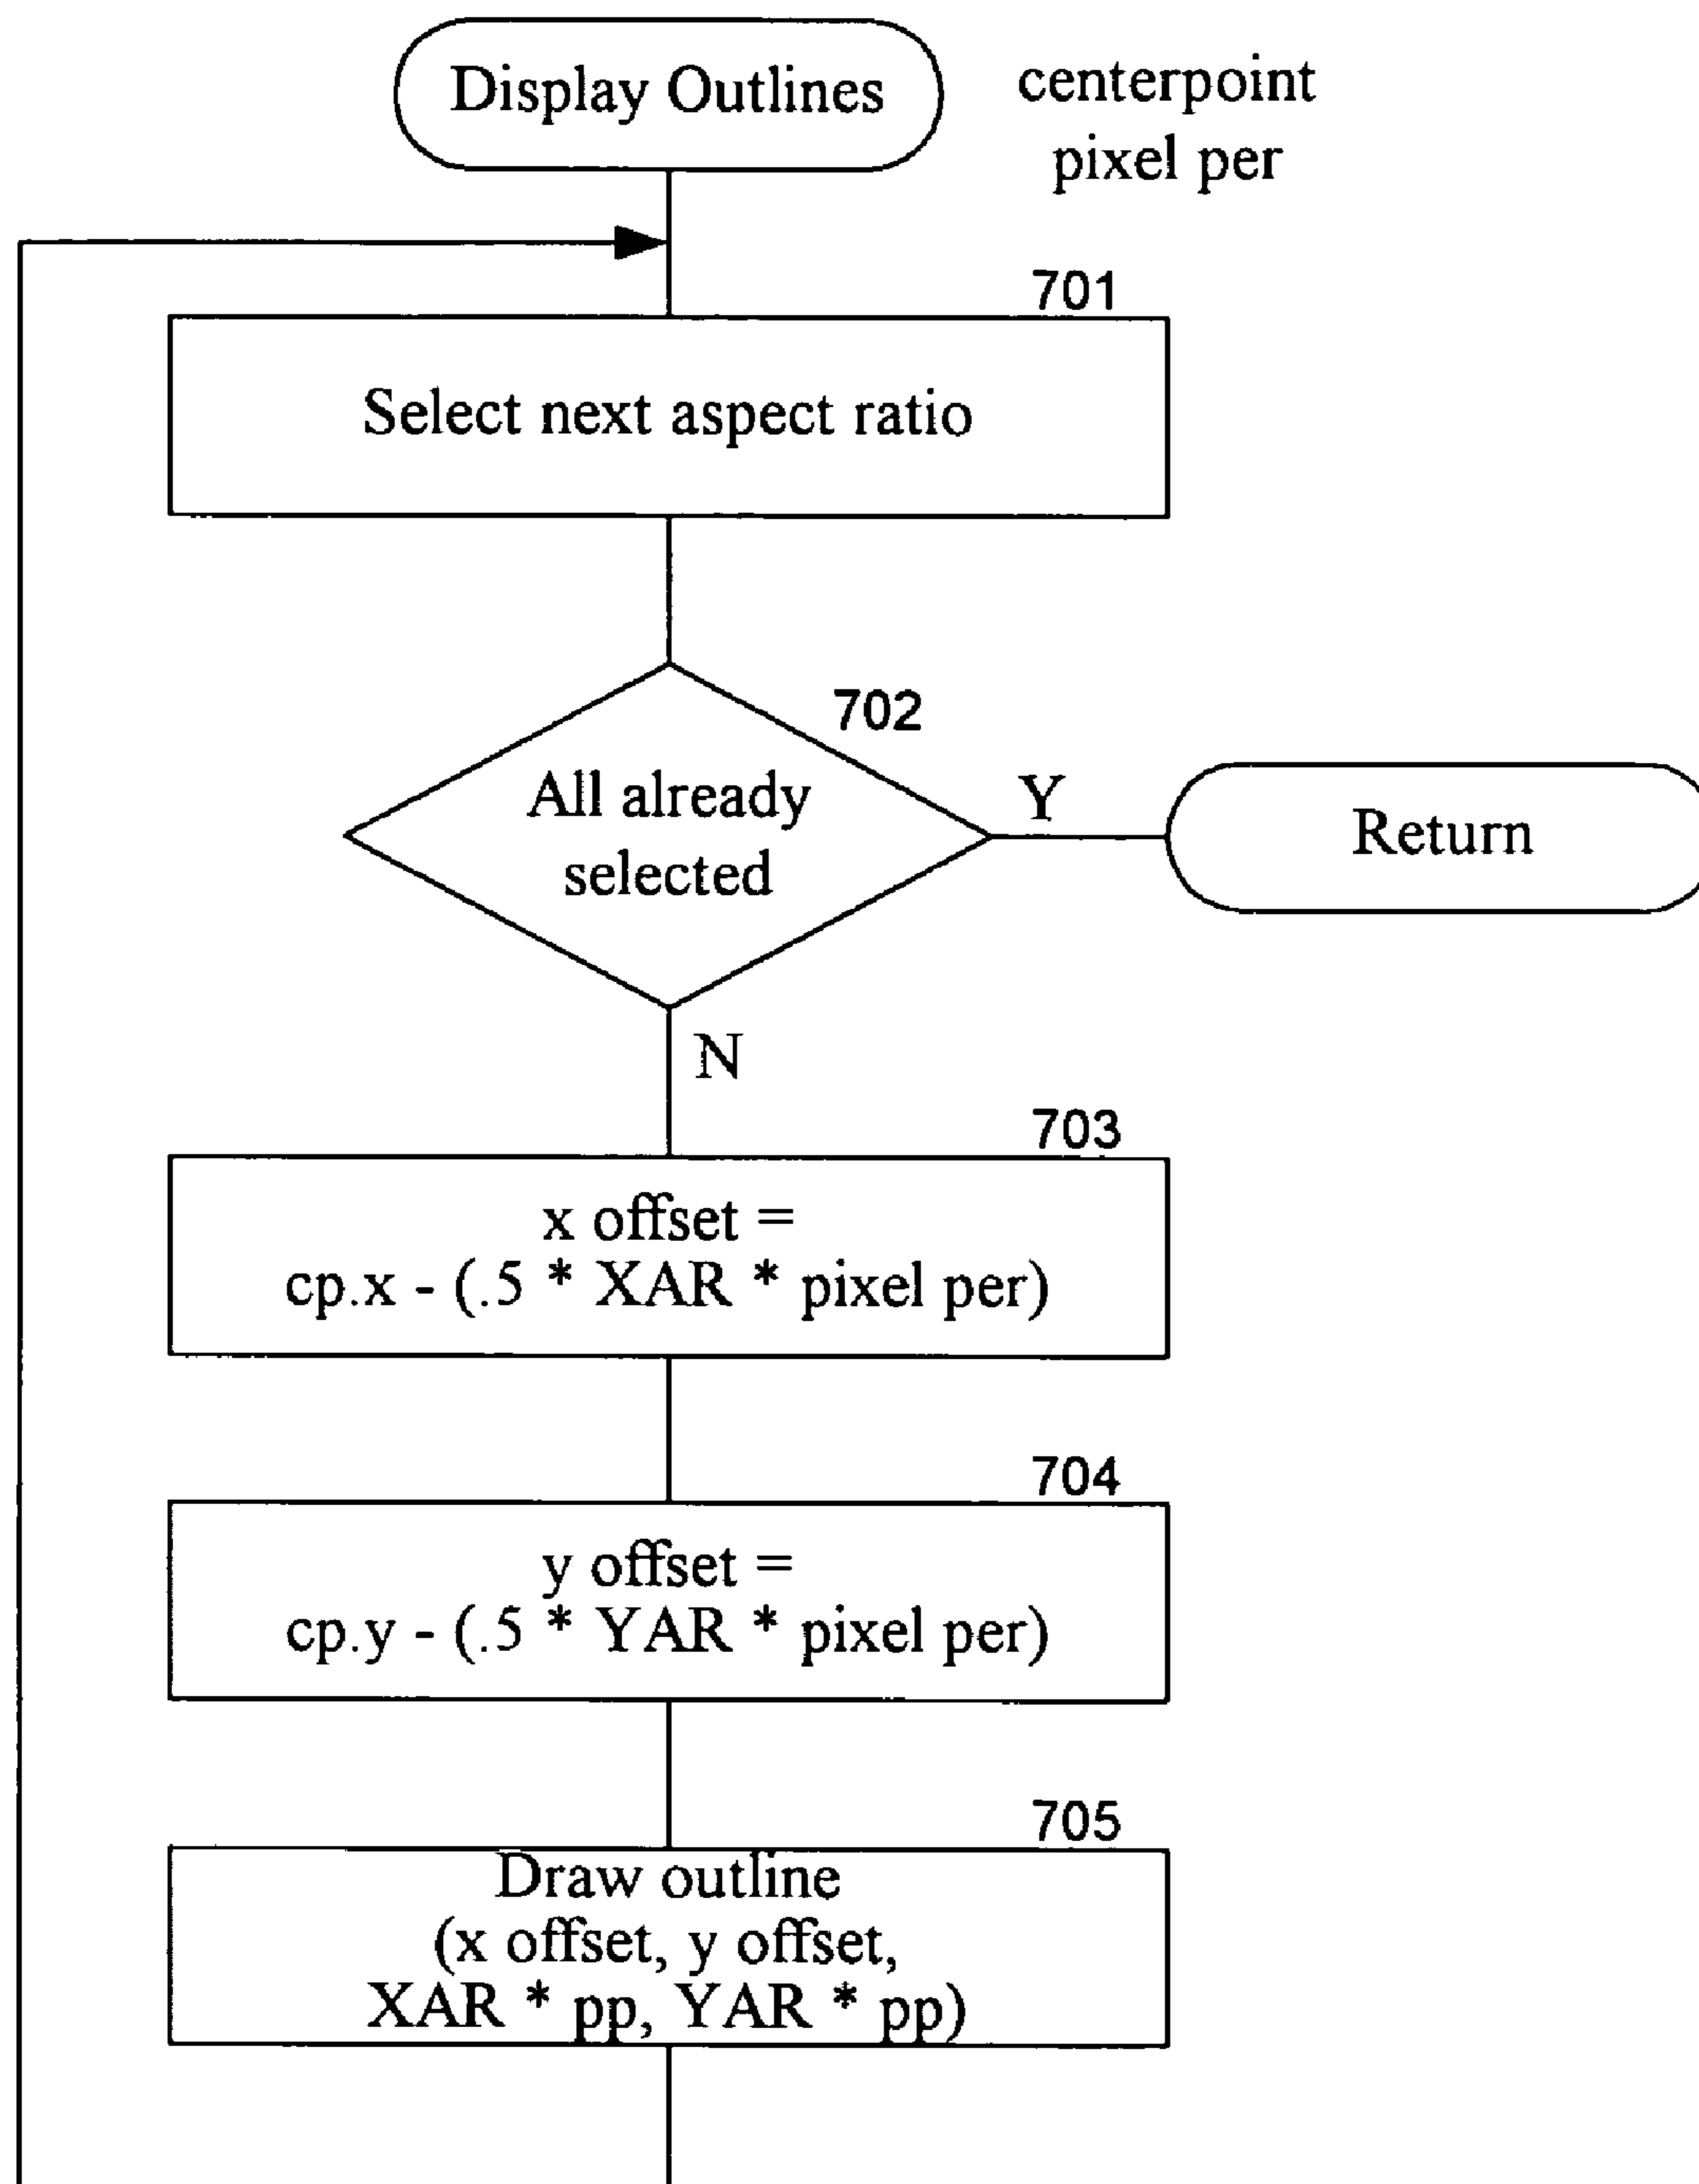 Display Outlines
centerpoint
pixel per
701
Select next aspect ratio
702
All already
selected
Y
Return
N
703
x offset =
cp.x - (.5 * XAR * pixel per)
704
y offset =
cp.y - (.5 * YAR * pixel per)
705
Draw outline
(x offset, y offset,
XAR * pp, YAR * pp)